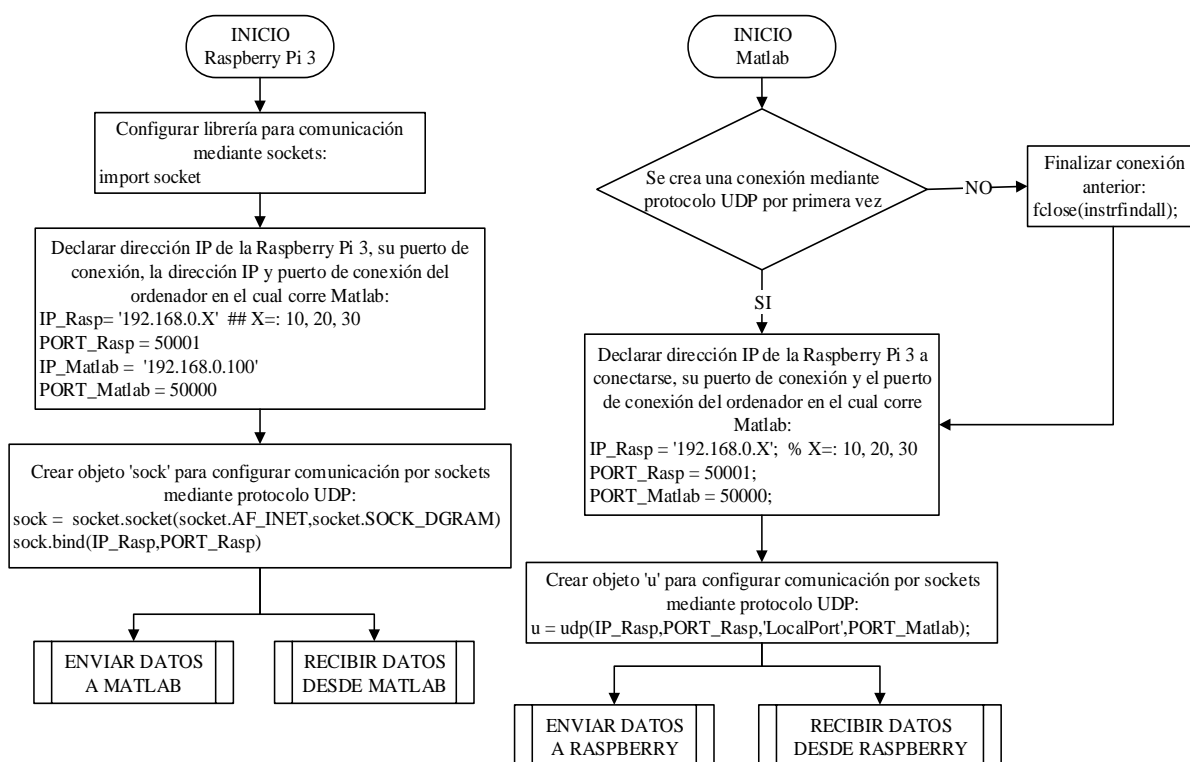 INICIO
Raspberry Pi 3
Configurar librería para comunicación
mediante sockets:
import socket
Declarar dirección IP de la Raspberry Pi 3, su puerto
de conexión, la dirección IP y puerto de conexión del
ordenador en el cual corre Matlab:
IP_Rasp= '192.168.0.X'  ## X=: 10, 20, 30
PORT_Rasp = 50001
IP_Matlab =  '192.168.0.100'
PORT_Matlab = 50000
Crear objeto 'sock' para configurar comunicación por sockets
mediante protocolo UDP:
sock =  socket.socket(socket.AF_INET,socket.SOCK_DGRAM)
sock.bind(IP_Rasp,PORT_Rasp)
ENVIAR DATOS
A MATLAB
RECIBIR DATOS
DESDE MATLAB
INICIO
Matlab
Se crea una conexión mediante
protocolo UDP por primera vez
NO
Finalizar conexión
anterior:
fclose(instrfindall);
SI
Declarar dirección IP de la Raspberry Pi 3 a
conectarse, su puerto de conexión y el puerto
de conexión del ordenador en el cual corre
Matlab:
IP_Rasp = '192.168.0.X';  % X=: 10, 20, 30
PORT_Rasp = 50001;
PORT_Matlab = 50000;
Crear objeto 'u' para configurar comunicación por sockets
mediante protocolo UDP:
u = udp(IP_Rasp,PORT_Rasp,'LocalPort',PORT_Matlab);
ENVIAR DATOS
A RASPBERRY
RECIBIR DATOS
DESDE RASPBERRY